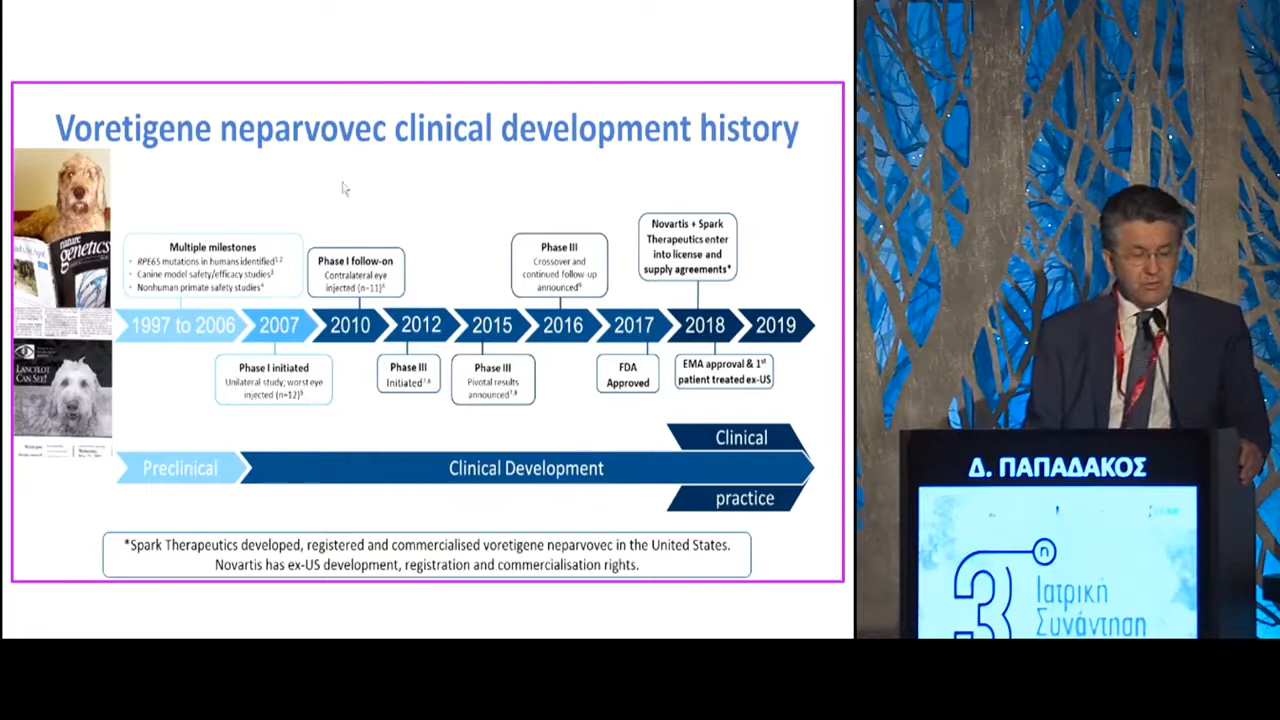 Voretigene neparvovec clinical development history
nature
genetics
LANCELOT
CAN SEE!
Multiple milestones
• RPE65 mutations in humans identified1,2
• Canine model safety/efficacy studies3
• Nonhuman primate safety studies4
Phase I follow-on
Contralateral eye
injected (n=11)6
Phase III
Crossover and
continued follow-up
announced9
Novartis + Spark
Therapeutics enter
into license and
supply agreements*
1997 to 2006
2007
2010
2012
2015
2016
2017
2018
2019
Phase I initiated
Unilateral study; worst eye
injected (n=12)5
Phase III
Initiated7,8
Phase III
Pivotal results
announced7,8
FDA
Approved
EMA approval & 1st
patient treated ex-US
Clinical
Preclinical
Clinical Development
practice
*Spark Therapeutics developed, registered and commercialised voretigene neparvovec in the United States.
Novartis has ex-US development, registration and commercialisation rights.
Δ. ΠΑΠΑΔΑΚΟΣ
3
η
Ιατρική
Συνάντηση